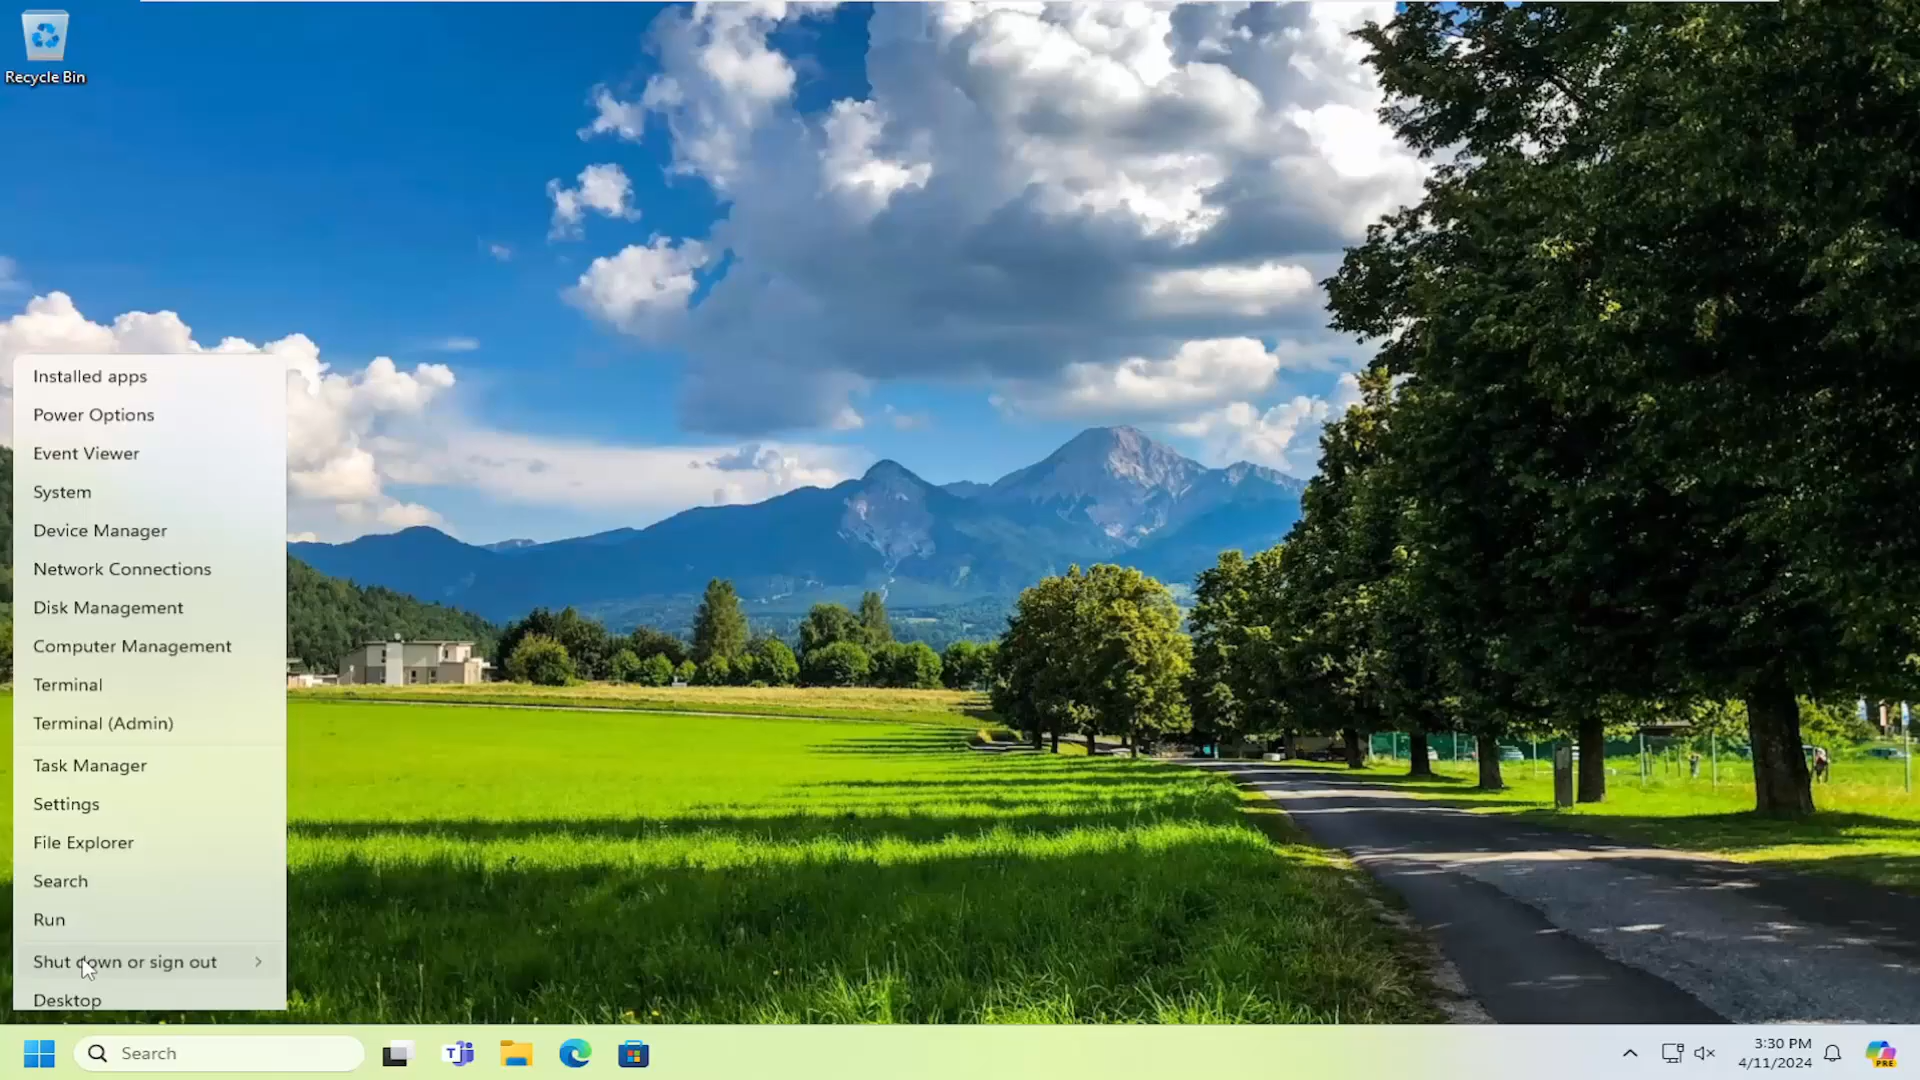 Recycle Bin
Installed apps
Power Options
Event Viewer
System
Device Manager
Network Connections
Disk Management
Computer Management
Terminal
Terminal (Admin)
Task Manager
Settings
File Explorer
Search
Run
Shut down or sign out
Desktop
Search
3:30 PM
4/11/2024
PRE